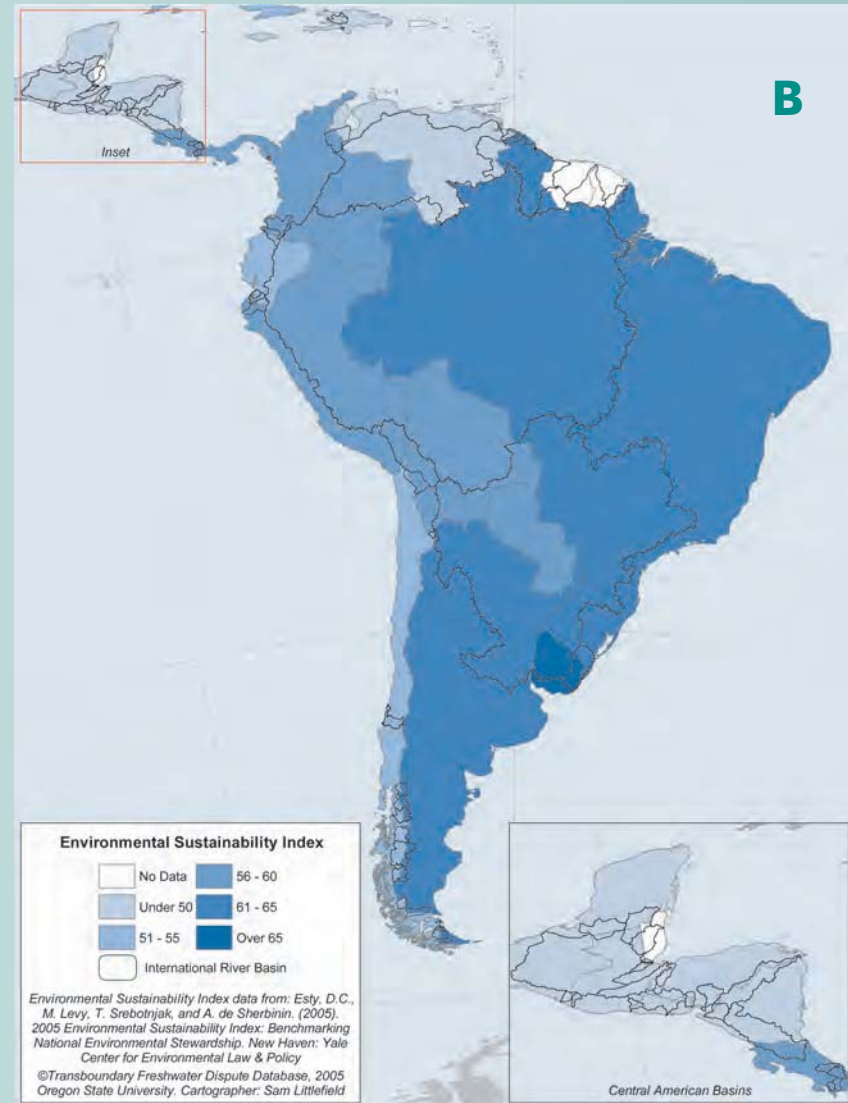 B
Inset
Environmental Sustainability Index
No Data
56 - 60
Under 50
61 - 65
51 - 55
Over 65
International River Basin
Environmental Sustainability Index data from: Esty, D.C.,
M. Levy, T. Srebotnjak, and A. de Sherbinin. (2005).
2005 Environmental Sustainability Index: Benchmarking
National Environmental Stewardship. New Haven: Yale
Center for Environmental Law & Policy
©Transboundary Freshwater Dispute Database, 2005
Oregon State University. Cartographer: Sam Littlefield
Central American Basins